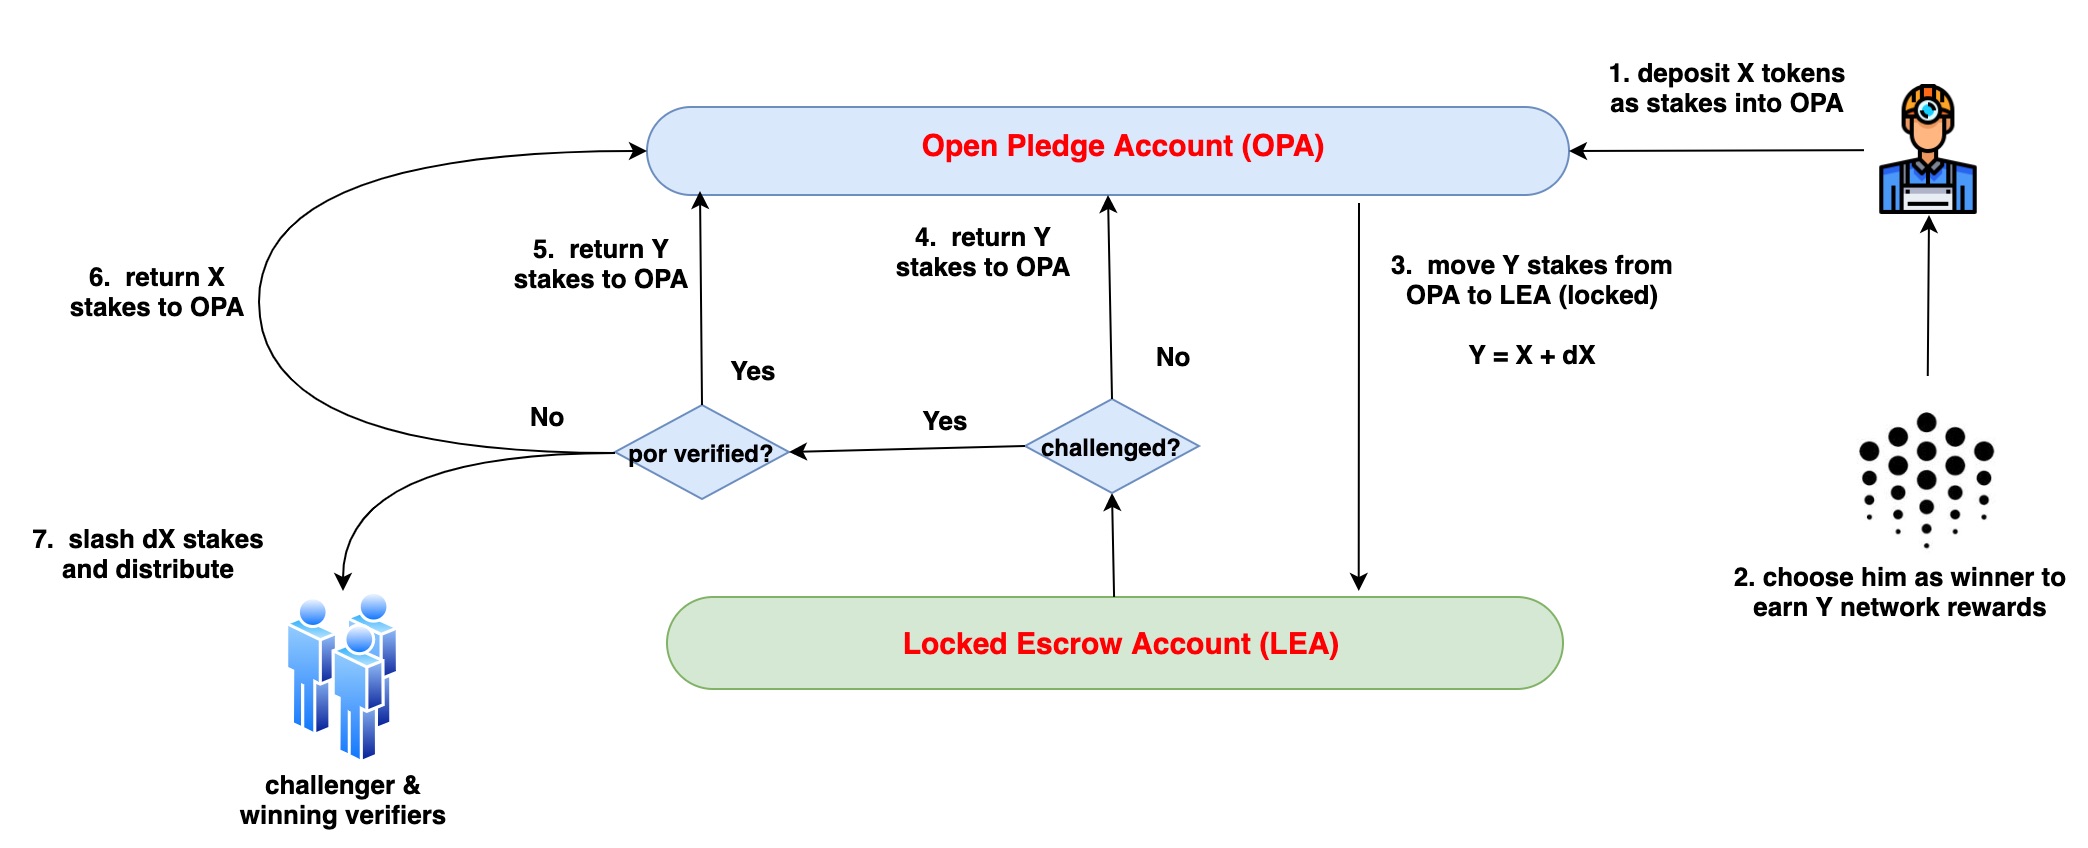 1. deposit X tokens
as stakes into OPA
Open Pledge Account (OPA)
5.  return Y
stakes to OPA
4.  return Y
stakes to OPA
3.  move Y stakes from
OPA to LEA (locked)
Y = X + dX
6.  return X
stakes to OPA
Yes
No
No
Yes
por verified?
challenged?
7.  slash dX stakes
and distribute
2. choose him as winner to
earn Y network rewards
Locked Escrow Account (LEA)
challenger &
winning verifiers